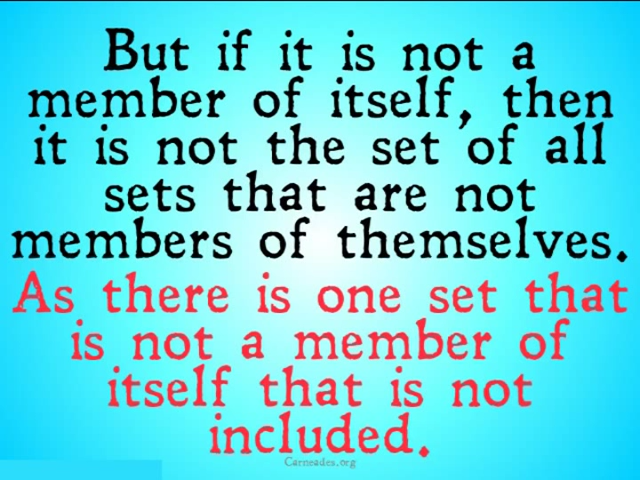 But if it is not a
member of itself, then
it is not the set of all
sets that are not
members of themselves.
As there is one set that
is not a member of
itself that is not
included.
Carneades.org